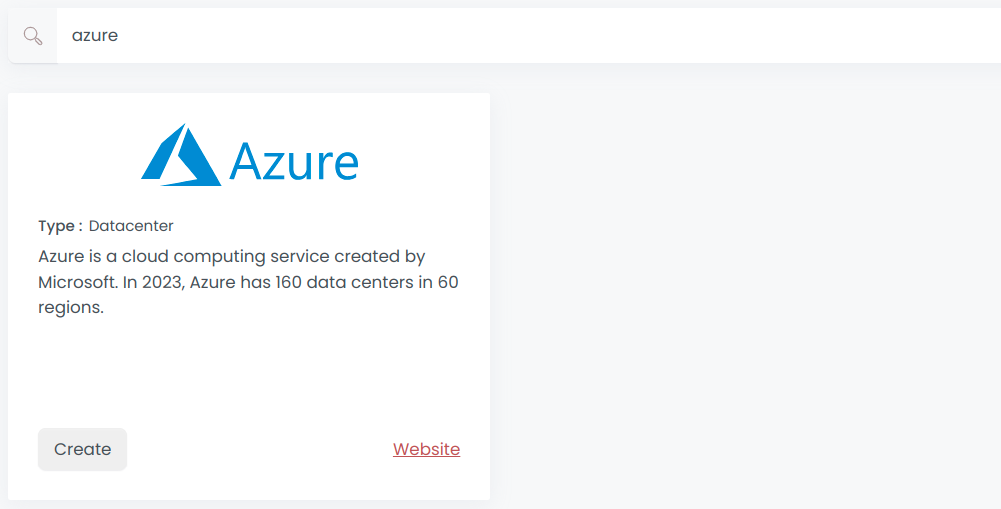 azure
Azure
Type : Datacenter
Azure is a cloud computing service created by
Microsoft. In 2023, Azure has 160 data centers in 60
regions.
Create
Website